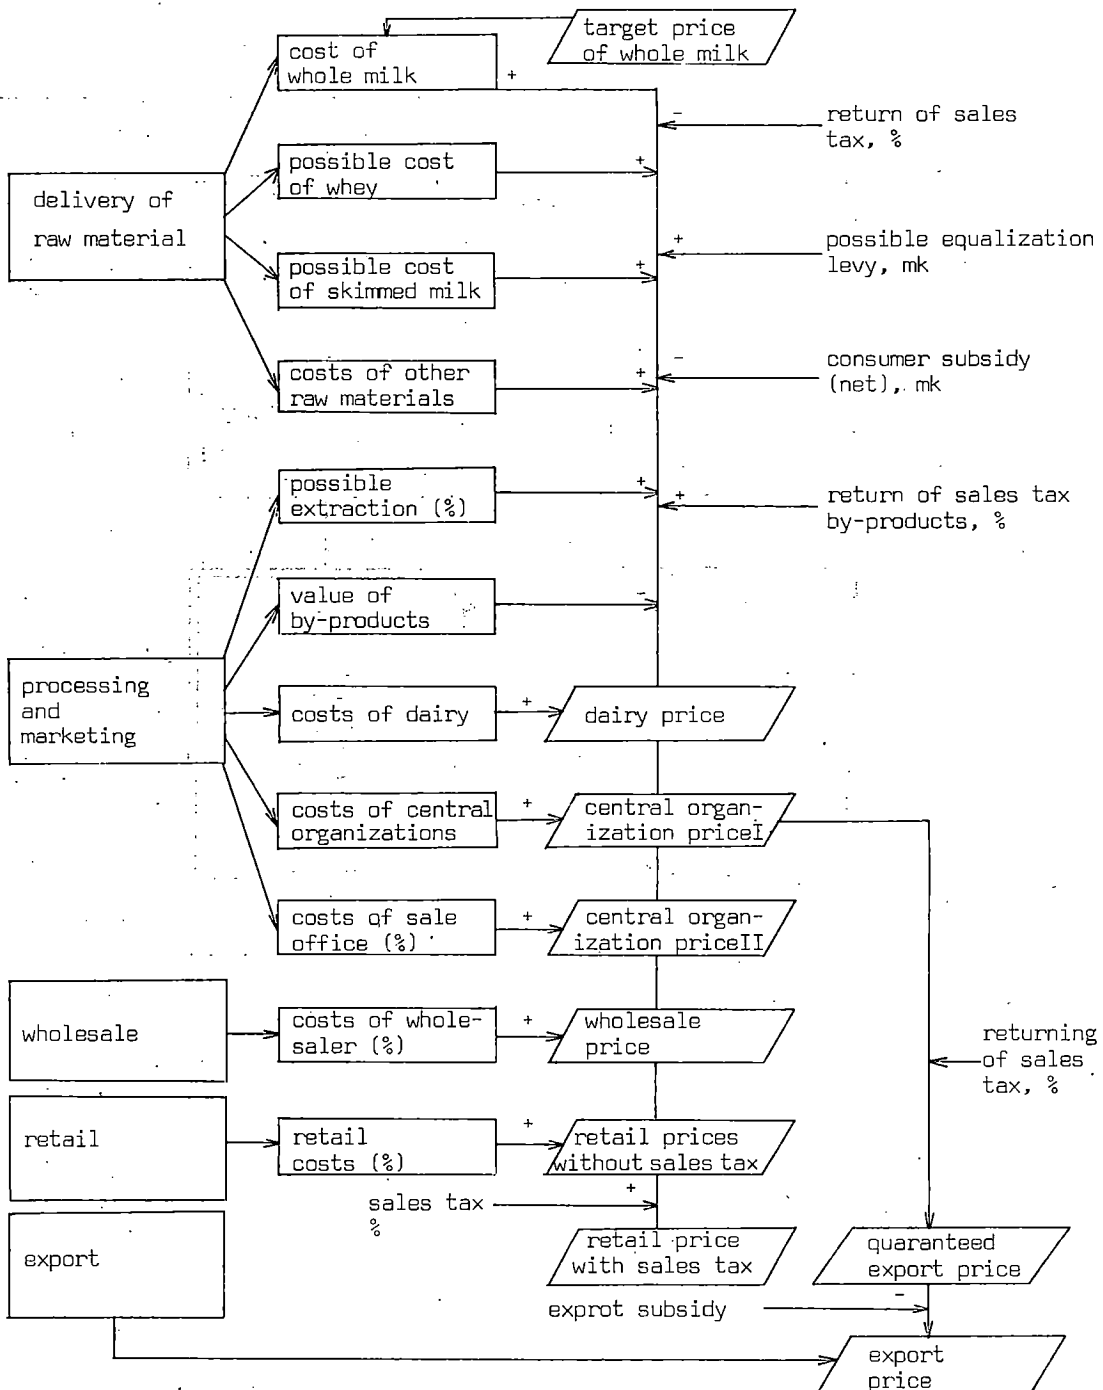 target price
of whole milk
cost of
whole milk
+
-
return of sales
tax, %
possible cost
of whey
+
delivery of
raw material
+
possible equalization
levy, mk
possible cost
of skimmed milk
+
-
consumer subsidy
(net), mk
costs of other
raw materials
+
possible
extraction (%)
+
+
return of sales tax
by-products, %
value of
by-products
-
processing
and
marketing
costs of dairy
+
dairy price
costs of central
organizations
+
central organ-
ization priceI
costs of sale
office (%)
+
central organ-
ization priceII
wholesale
costs of whole-
saler (%)
+
wholesale
price
returning
of sales
tax, %
retail
retail
costs (%)
+
retail prices
without sales tax
sales tax
%
+
export
retail price
with sales tax
quaranteed
export price
exprot subsidy
-
export
price